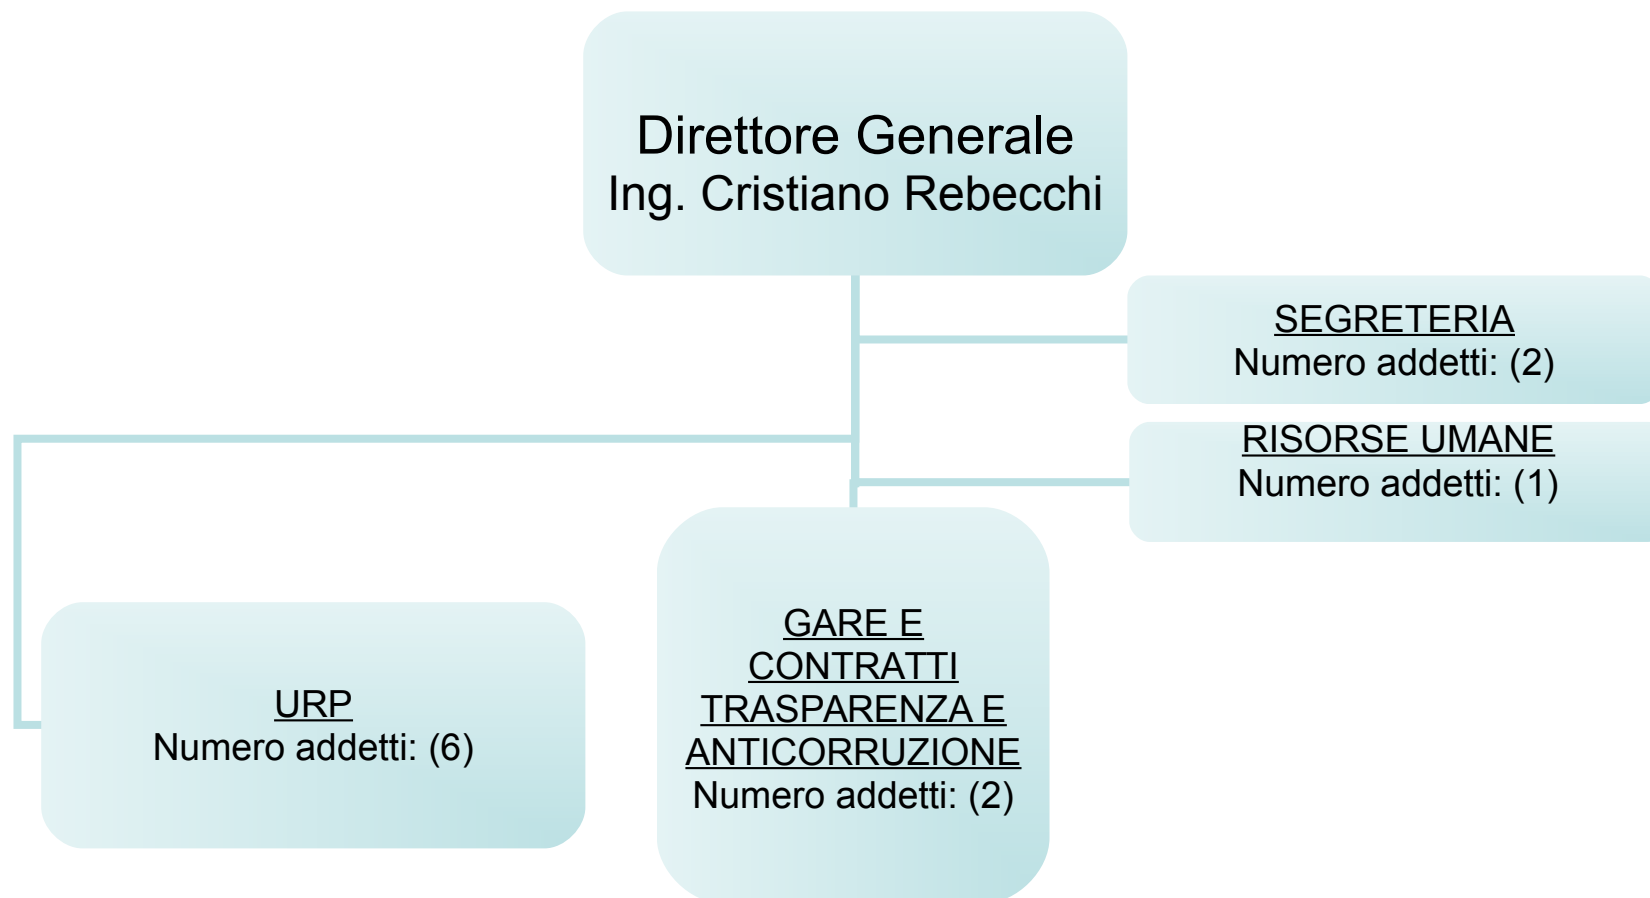 Direttore Generale
Ing. Cristiano Rebecchi
SEGRETERIA
Numero addetti: (2)
RISORSE UMANE
Numero addetti: (1)
URP
Numero addetti: (6)
GARE E
CONTRATTI
TRASPARENZA E
ANTICORRUZIONE
Numero addetti: (2)